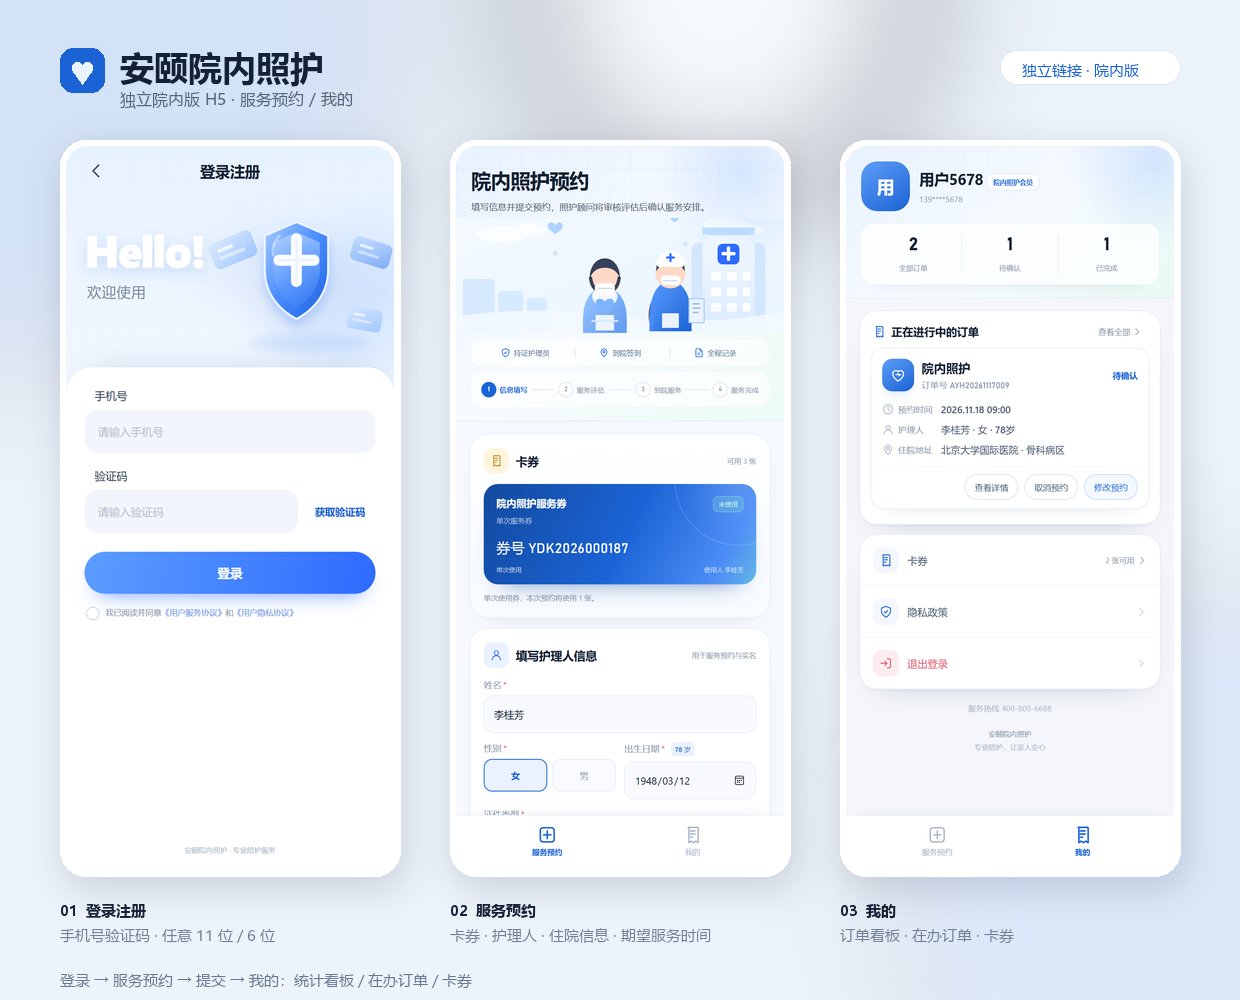 安颐院内照护
独立院内版 H5 · 服务预约 / 我的
独立链接 · 院内版
登录注册
Hello!
欢迎使用
手机号
请输入手机号
验证码
请输入验证码
获取验证码
登录
我已阅读并同意《用户服务协议》和《用户隐私协议》
安颐院内照护 · 专业陪护服务
01 登录注册
手机号验证码 · 任意 11 位 / 6 位
院内照护预约
填写信息并提交预约，照护顾问将审核评估后确认服务安排。
持证护理员
到院签到
全程记录
1 信息填写
2 服务评估
3 到院服务
4 服务完成
卡券
可用 3 张
院内照护服务券
未使用
单次服务券
券号 YDK2026000187
单次使用
使用人 李桂芳
单次使用券，本次预约将使用 1 张。
填写护理人信息
用于服务预约与实名
姓名 *
李桂芳
性别 *
出生日期 *
78 岁
女
男
1948/03/12
证件类型 *
服务预约
我的
02 服务预约
卡券 · 护理人 · 住院信息 · 期望服务时间
用
用户5678
院内照护会员
139****5678
2
1
1
全部订单
待确认
已完成
正在进行中的订单
查看全部
院内照护
订单号 AYH20261117009
待确认
预约时间 2026.11.18 09:00
护理人 李桂芳 · 女 · 78岁
住院地址 北京大学国际医院 · 骨科病区
查看详情
取消预约
修改预约
卡券
2 张可用
隐私政策
退出登录
服务热线 400-800-6688
安颐院内照护
专业陪护，让家人安心
服务预约
我的
03 我的
订单看板 · 在办订单 · 卡券
登录 → 服务预约 → 提交 → 我的：统计看板 / 在办订单 / 卡券